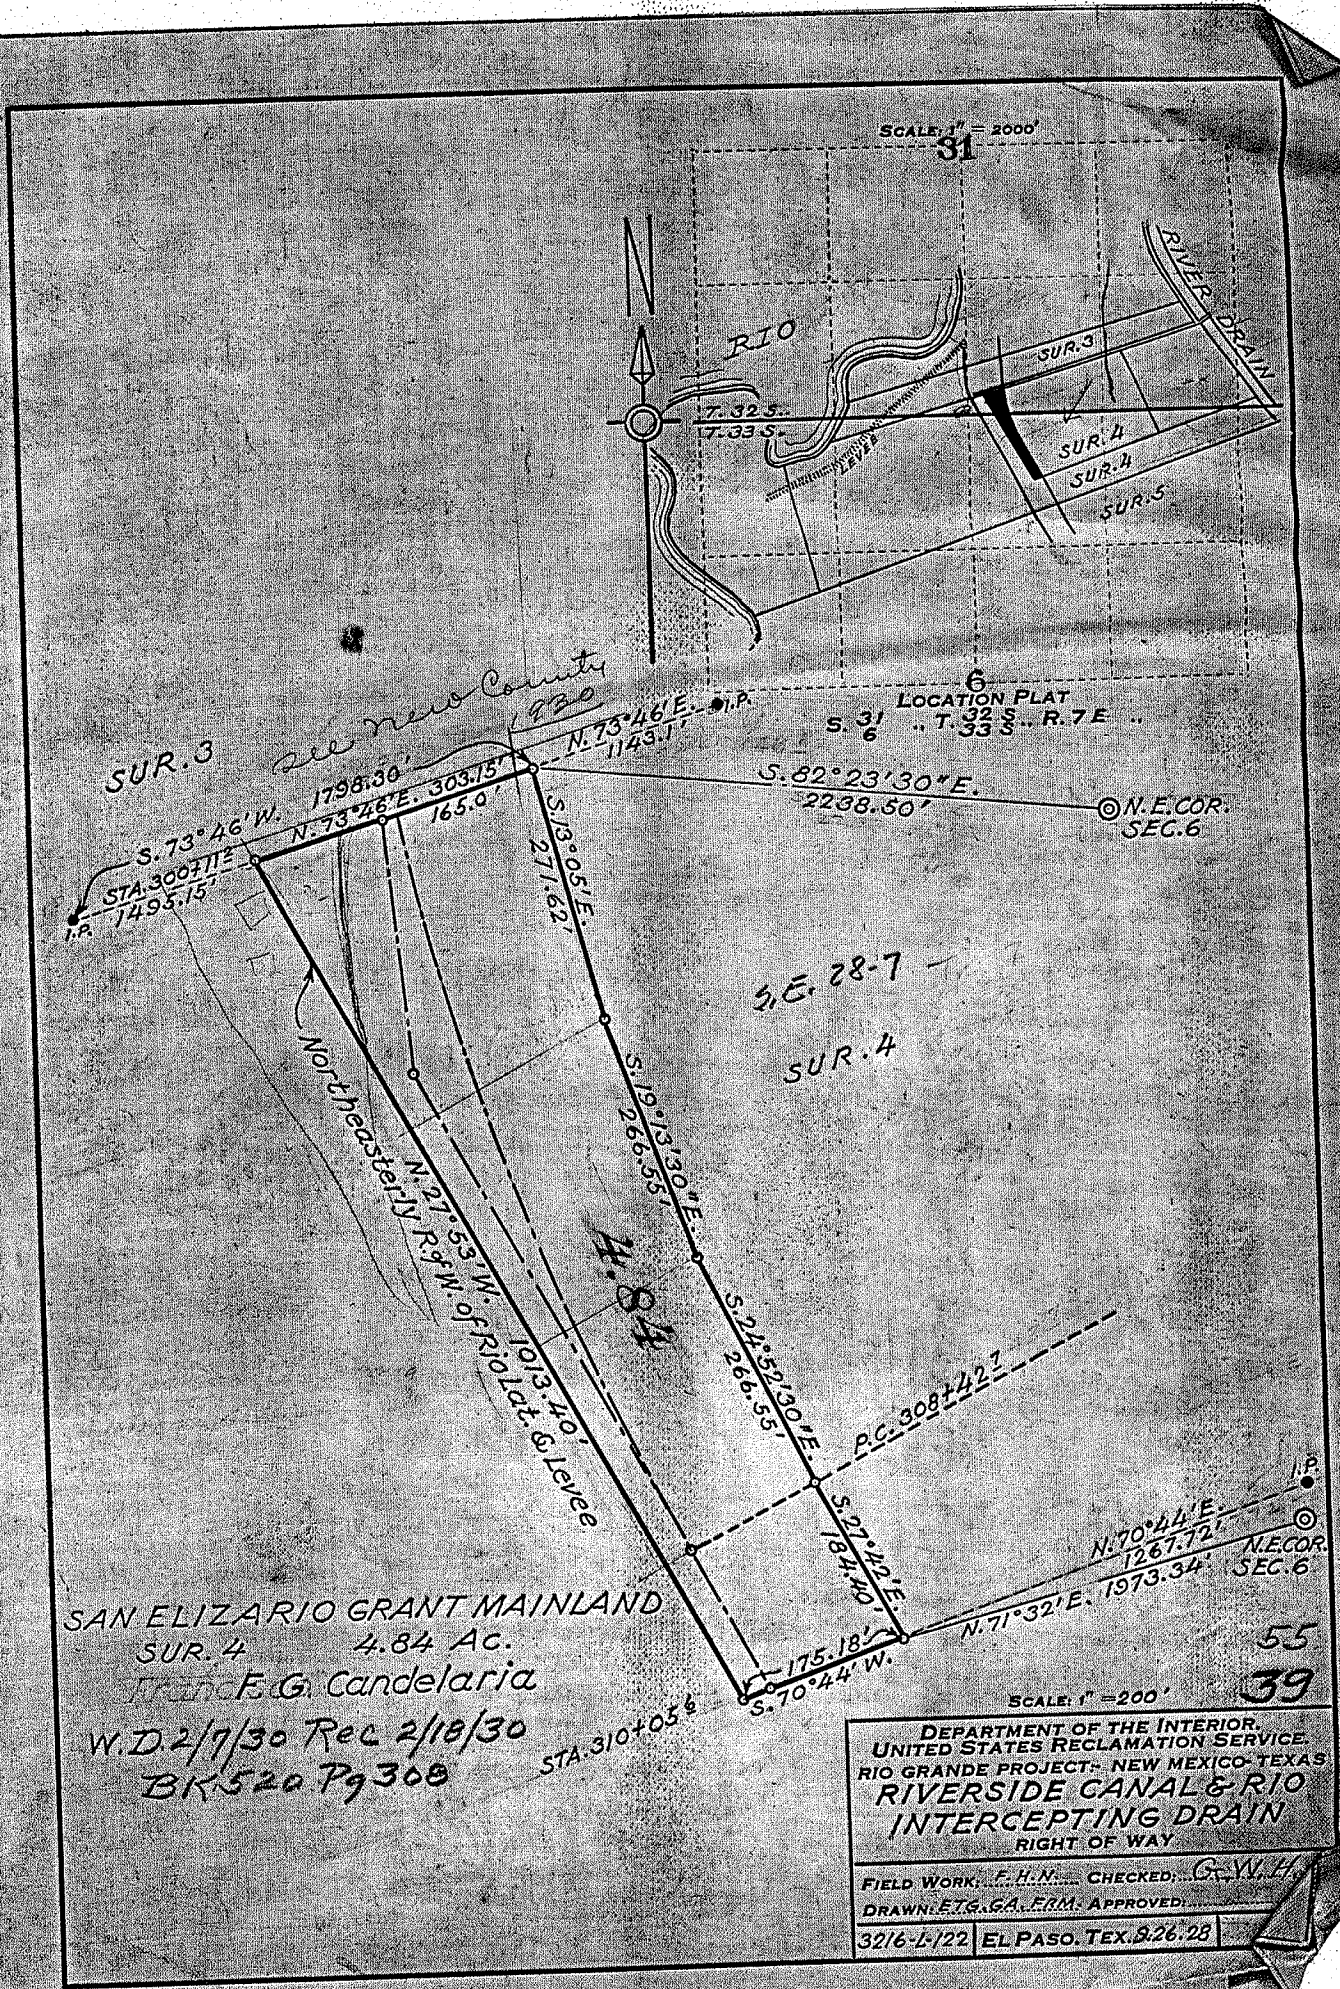 SCALE: 1" = 2000'
31
RIO
RIVER DRAIN
SUR.3
T. 32 S.
T. 33 S.
LEVEE
SUR. 4
SUR. 4
SUR. 5
6
LOCATION PLAT
S. 31/6 T. 32 S/33 S R. 7 E
see new County
1930
SUR. 3
N. 73°46' E. I.P.
1143.1'
S. 82°23'30" E.
2238.50'
N.E. COR.
SEC. 6
S. 73°46' W. 1798.30'
N. 73°46' E. 303.15'
165.0'
STA. 300+11²
1495.15'
I.P.
S. 13°05' E.
271.62'
S.E. 28-7
SUR. 4
S. 19°13'30" E.
266.55'
Northeasterly R. of W. of Rio Lat. & Levee
N. 27°53' W. 1013.40'
4.84
S. 24°52'30" E.
266.55'
P.C. 308+42⁷
S. 27°42' E.
184.40'
I.P.
N. 70°44' E.
1267.72'
N.E. COR.
SEC. 6
N. 71°32' E. 1973.34'
175.18'
S. 70°44' W.
STA. 310+05⁶
SAN ELIZARIO GRANT MAINLAND
SUR. 4 4.84 Ac.
F. G. Candelaria
W.D. 2/7/30 Rec 2/18/30
BK 520 Pg 308
55
39
SCALE: 1" = 200'
DEPARTMENT OF THE INTERIOR.
UNITED STATES RECLAMATION SERVICE.
RIO GRANDE PROJECT:- NEW MEXICO-TEXAS
RIVERSIDE CANAL & RIO
INTERCEPTING DRAIN
RIGHT OF WAY
FIELD WORK: F.H.N. CHECKED: G.W.H.
DRAWN: E.T.G. G.A. F.R.M. APPROVED:
3216-L-122 EL PASO. TEX. 9.26.28